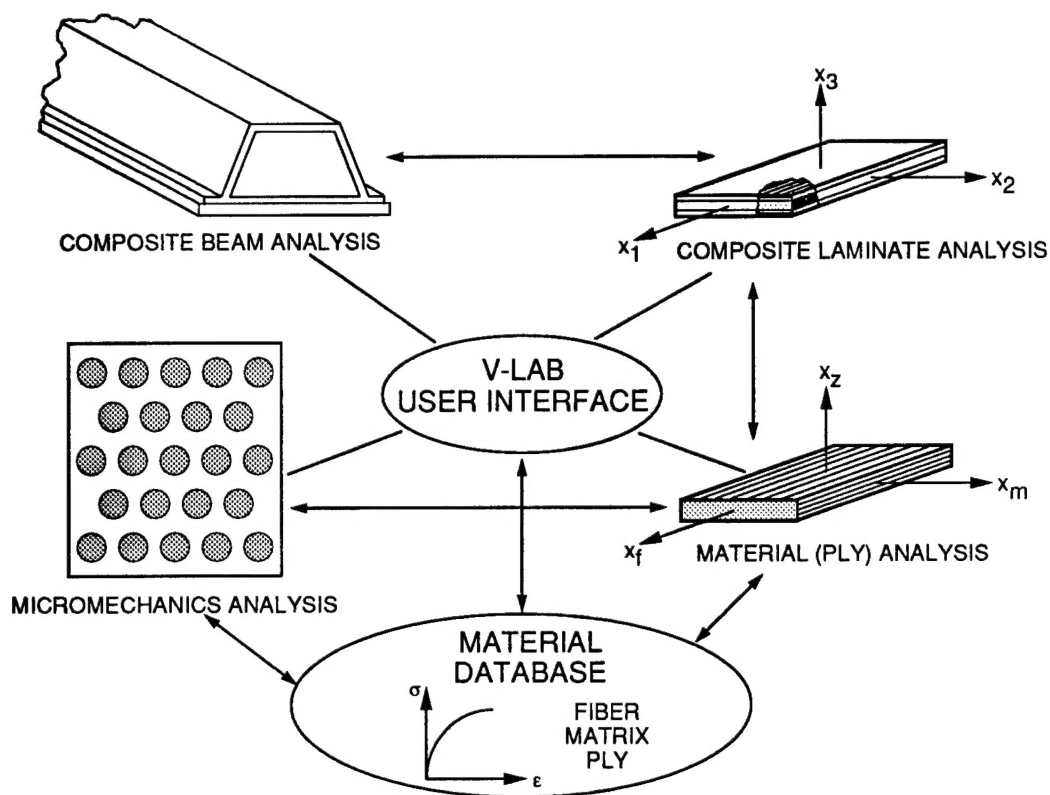 x3
x2
x1
COMPOSITE BEAM ANALYSIS
COMPOSITE LAMINATE ANALYSIS
V-LAB
USER INTERFACE
xz
xm
xf
MATERIAL (PLY) ANALYSIS
MICROMECHANICS ANALYSIS
MATERIAL
DATABASE
σ
FIBER
MATRIX
PLY
ε